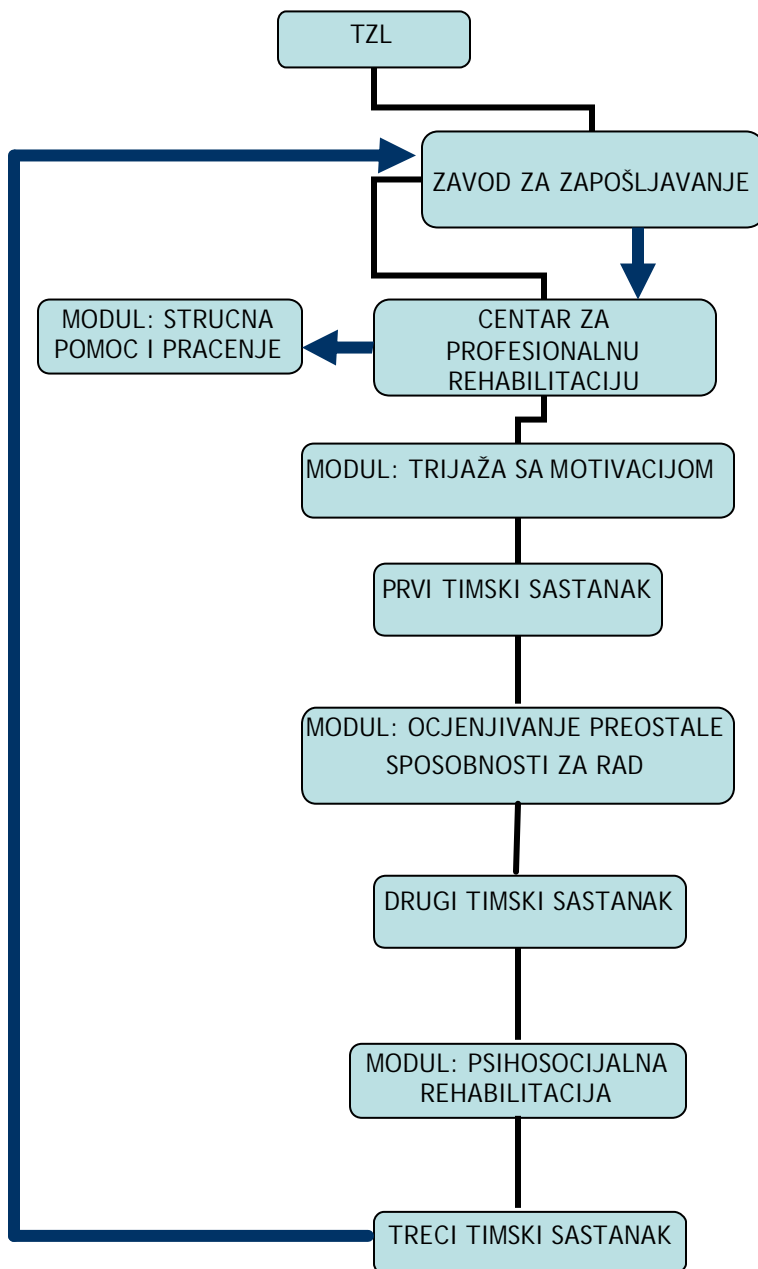 TZL
ZAVOD ZA ZAPOŠLJAVANJE
MODUL: STRUCNA
POMOC I PRACENJE
CENTAR ZA
PROFESIONALNU
REHABILITACIJU
MODUL: TRIJAŽA SA MOTIVACIJOM
PRVI TIMSKI SASTANAK
MODUL: OCJENJIVANJE PREOSTALE
SPOSOBNOSTI ZA RAD
DRUGI TIMSKI SASTANAK
MODUL: PSIHOSOCIJALNA
REHABILITACIJA
TRECI TIMSKI SASTANAK